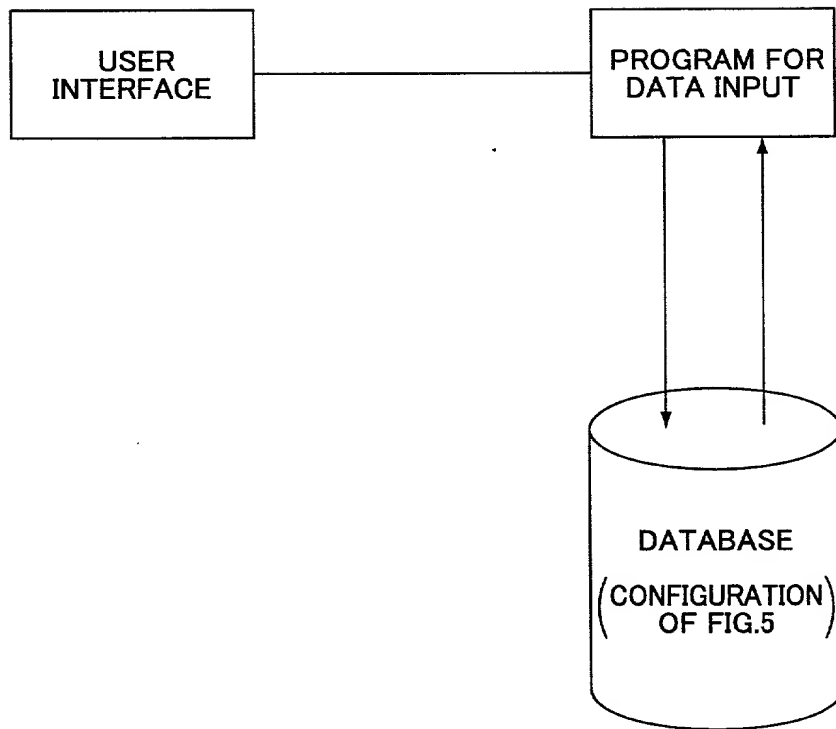 USER
INTERFACE
PROGRAM FOR
DATA INPUT
DATABASE
(CONFIGURATION
OF FIG.5)